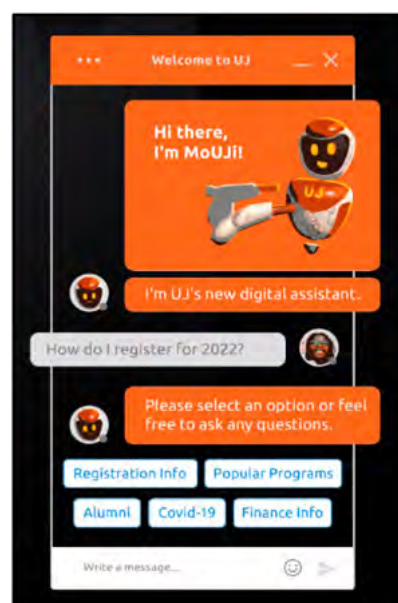 Welcome to UJ
Hi there,
I'm MoUJi!
UJ
I'm UJ's new digital assistant.
How do I register for 2022?
Please select an option or feel
free to ask any questions.
Registration Info
Popular Programs
Alumni
Covid-19
Finance Info
Write a message...